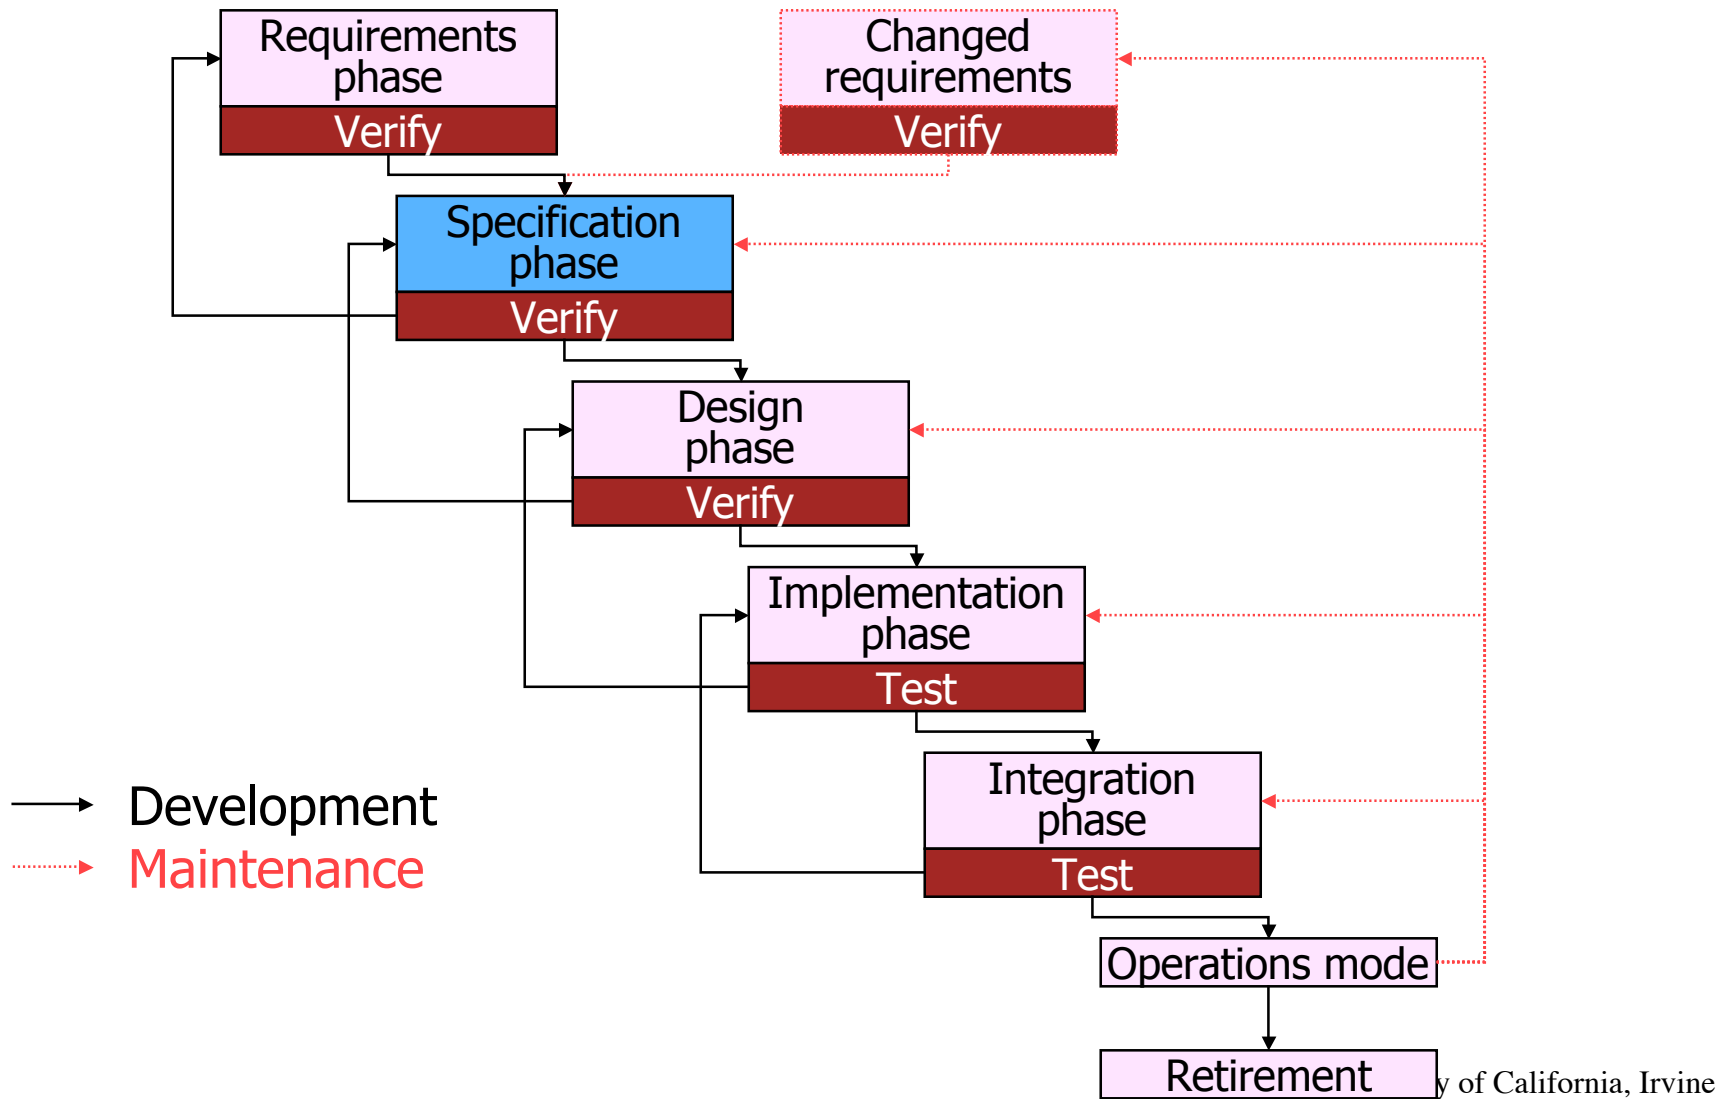 Requirements
phase
Verify
Changed
requirements
Verify
Specification
phase
Verify
Design
phase
Verify
Implementation
phase
Test
Integration
phase
Test
Development
Maintenance
Operations mode
Retirement
of California, Irvine